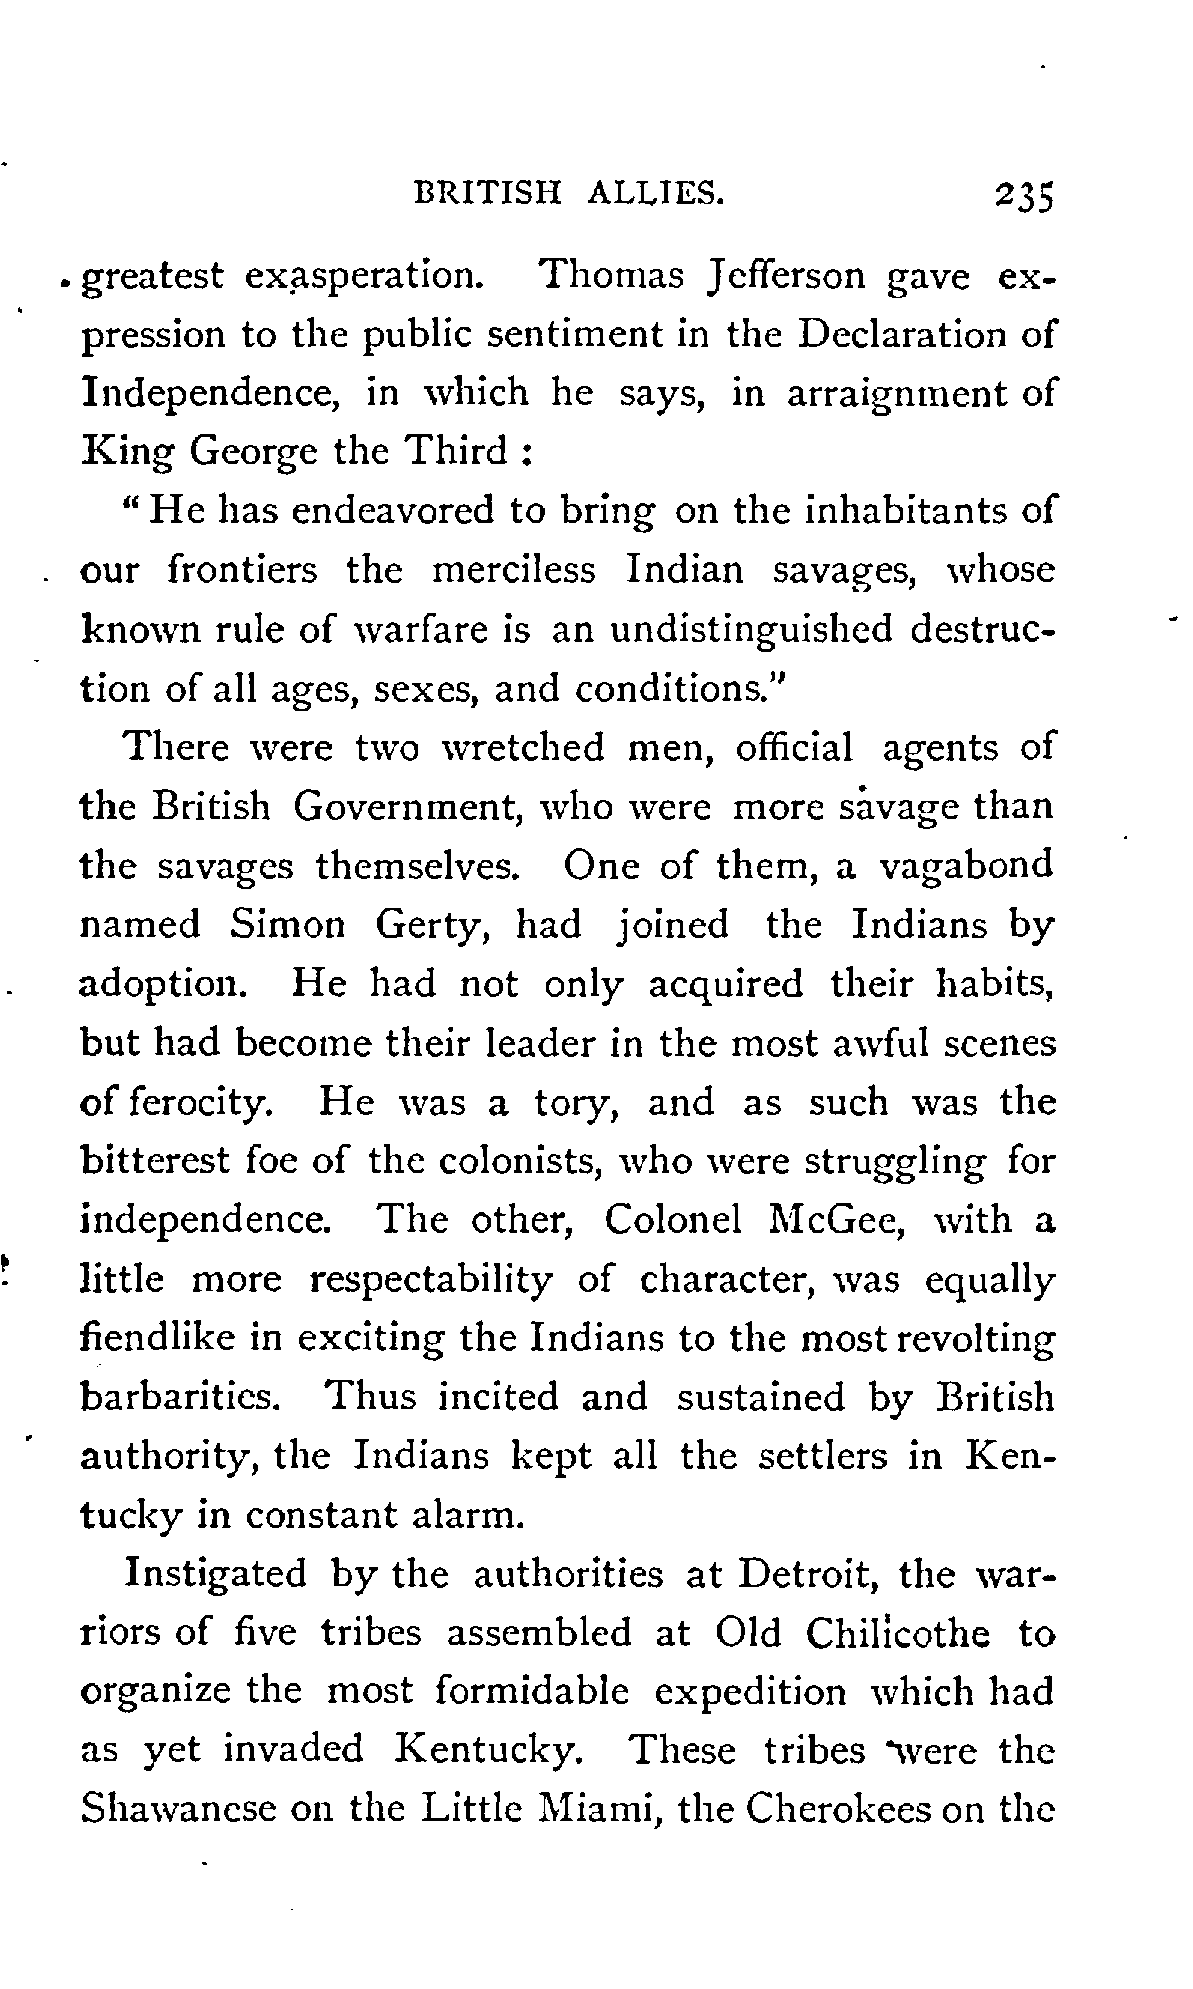 BRITISH ALLIES. 235
greatest exasperation. Thomas Jefferson gave ex-
pression to the public sentiment in the Declaration of
Independence, in which he says, in arraignment of
King George the Third :
" He has endeavored to bring on the inhabitants of
our frontiers the merciless Indian savages, whose
known rule of warfare is an undistinguished destruc-
tion of all ages, sexes, and conditions."
There were two wretched men, official agents of
the British Government, who were more savage than
the savages themselves. One of them, a vagabond
named Simon Gerty, had joined the Indians by
adoption. He had not only acquired their habits,
but had become their leader in the most awful scenes
of ferocity. He was a tory, and as such was the
bitterest foe of the colonists, who were struggling for
independence. The other, Colonel McGee, with a
little more respectability of character, was equally
fiendlike in exciting the Indians to the most revolting
barbarities. Thus incited and sustained by British
authority, the Indians kept all the settlers in Ken-
tucky in constant alarm.
Instigated by the authorities at Detroit, the war-
riors of five tribes assembled at Old Chilicothe to
organize the most formidable expedition which had
as yet invaded Kentucky. These tribes were the
Shawanese on the Little Miami, the Cherokees on the